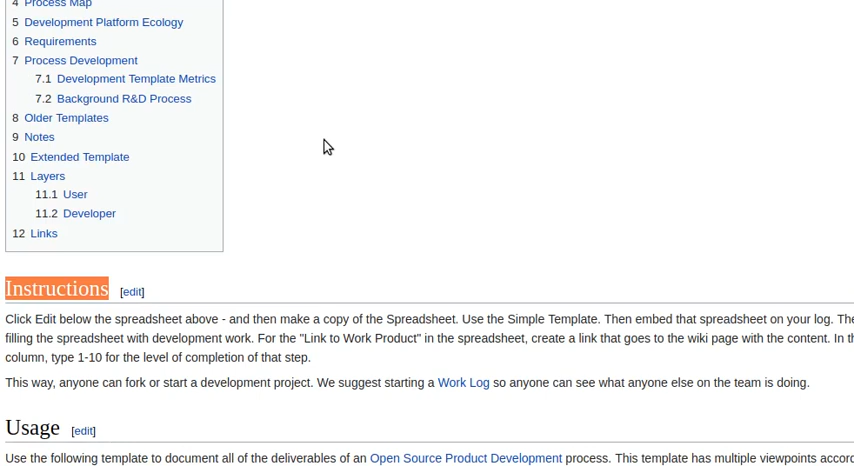 4 Process Map
5 Development Platform Ecology
6 Requirements
7 Process Development
7.1 Development Template Metrics
7.2 Background R&D Process
8 Older Templates
9 Notes
10 Extended Template
11 Layers
11.1 User
11.2 Developer
12 Links
Instructions [edit]
Click Edit below the spreadsheet above - and then make a copy of the Spreadsheet. Use the Simple Template. Then embed that spreadsheet on your log. The
filling the spreadsheet with development work. For the "Link to Work Product" in the spreadsheet, create a link that goes to the wiki page with the content. In th
column, type 1-10 for the level of completion of that step.
This way, anyone can fork or start a development project. We suggest starting a Work Log so anyone can see what anyone else on the team is doing.
Usage [edit]
Use the following template to document all of the deliverables of an Open Source Product Development process. This template has multiple viewpoints accord